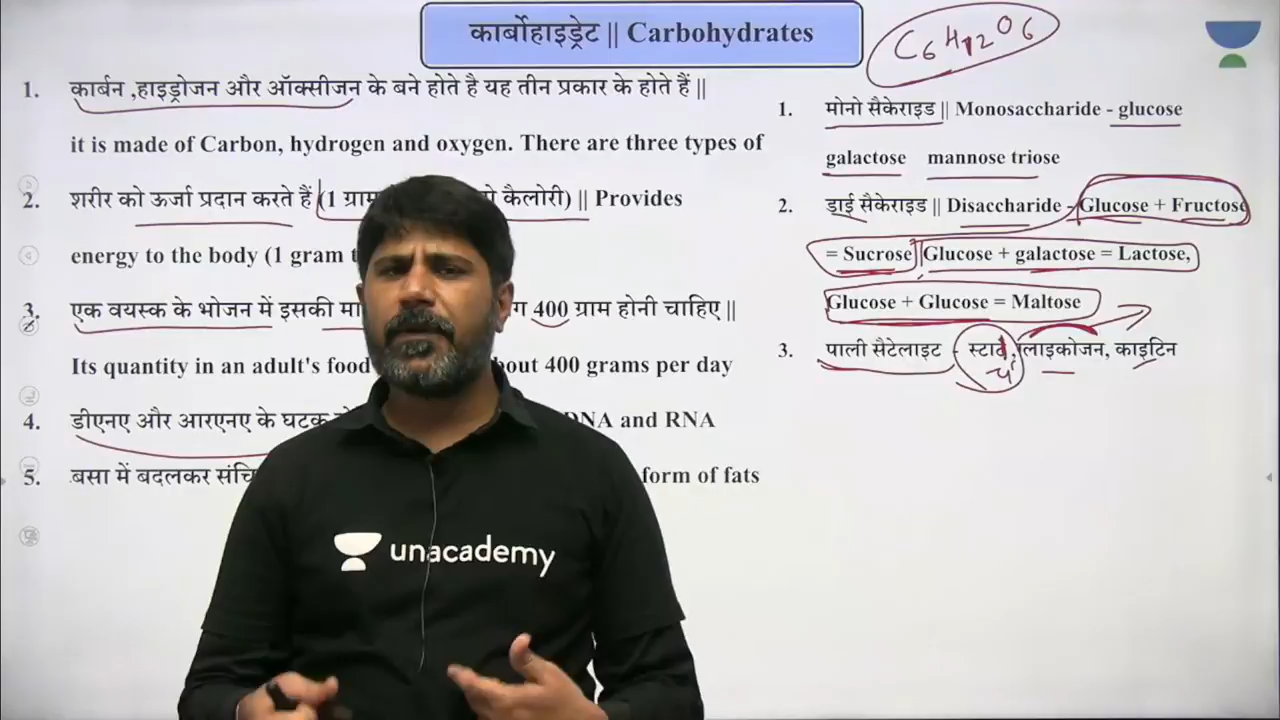 कार्बोहाइड्रेट || Carbohydrates
C6H12O6
1. कार्बन ,हाइड्रोजन और ऑक्सीजन के बने होते है यह तीन प्रकार के होते हैं ||
it is made of Carbon, hydrogen and oxygen. There are three types of
2. शरीर को ऊर्जा प्रदान करते हैं (1 ग्राम कैलोरी) || Provides
energy to the body (1 gram
3. एक वयस्क के भोजन में इसकी 400 ग्राम होनी चाहिए ||
Its quantity in an adult's food 400 grams per day
4. डीएनए और आरएनए के घटक DNA and RNA
5. बसा में बदलकर form of fats
1. मोनो सैकेराइड || Monosaccharide - glucose
galactose mannose triose
2. डाई सैकेराइड || Disaccharide - Glucose + Fructose
= Sucrose Glucose + galactose = Lactose,
Glucose + Glucose = Maltose
3. पाली सैटेलाइट - लाइकोजन, काइटिन
unacademy